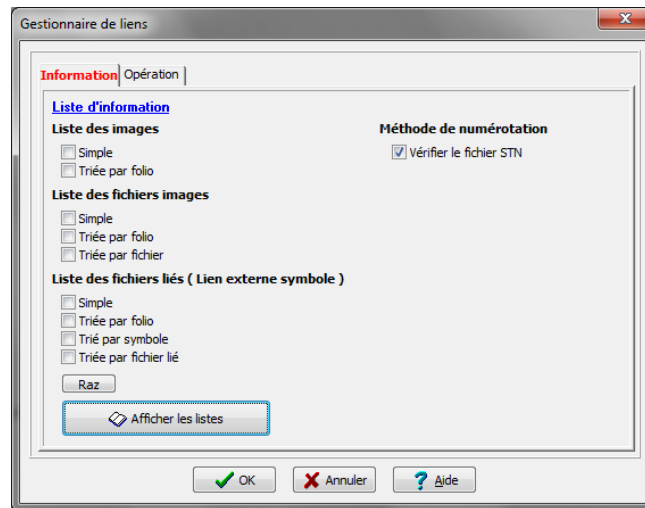 Gestionnaire de liens
Information Opération
Liste d'information
Liste des images
Simple
Triée par folio
Liste des fichiers images
Simple
Triée par folio
Triée par fichier
Liste des fichiers liés ( Lien externe symbole )
Simple
Triée par folio
Trié par symbole
Triée par fichier lié
Raz
Afficher les listes
Méthode de numérotation
Vérifier le fichier STN
OK Annuler Aide